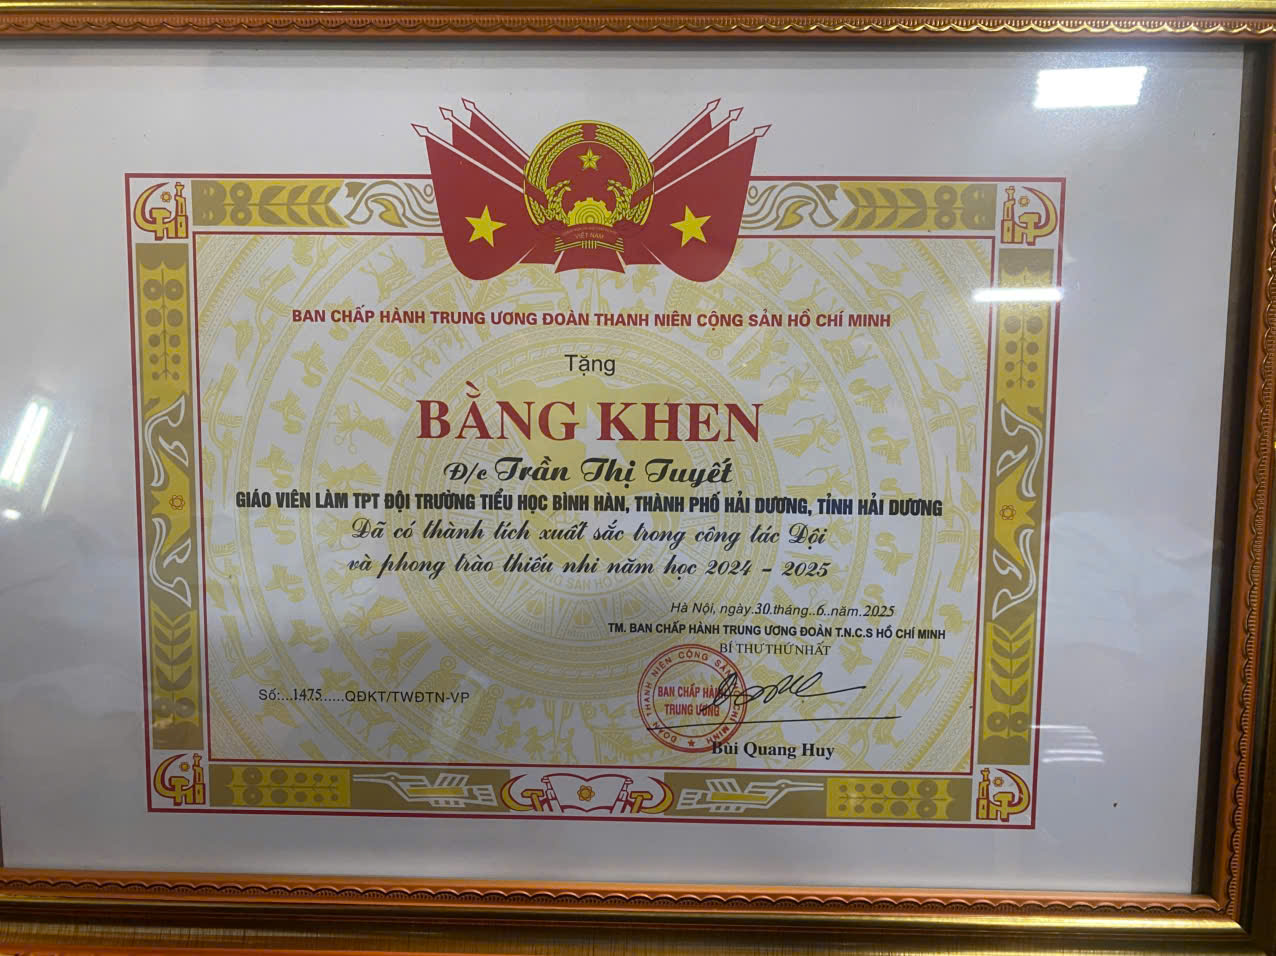 VIỆT NAM
BAN CHẤP HÀNH TRUNG ƯƠNG ĐOÀN THANH NIÊN CỘNG SẢN HỒ CHÍ MINH
Tặng
BẰNG KHEN
Đ/c Trần Thị Tuyết
GIÁO VIÊN LÀM TPT ĐỘI TRƯỜNG TIỂU HỌC BÌNH HÀN, THÀNH PHỐ HẢI DƯƠNG, TỈNH HẢI DƯƠNG
Đã có thành tích xuất sắc trong công tác Đội
và phong trào thiếu nhi năm học 2024 - 2025
Hà Nội, ngày.30.tháng..6..năm.2025
TM. BAN CHẤP HÀNH TRUNG ƯƠNG ĐOÀN T.N.C.S HỒ CHÍ MINH
BÍ THƯ THỨ NHẤT
Số:...1475......QĐKT/TWĐTN-VP
BAN CHẤP HÀNH
TRUNG ƯƠNG
Bùi Quang Huy